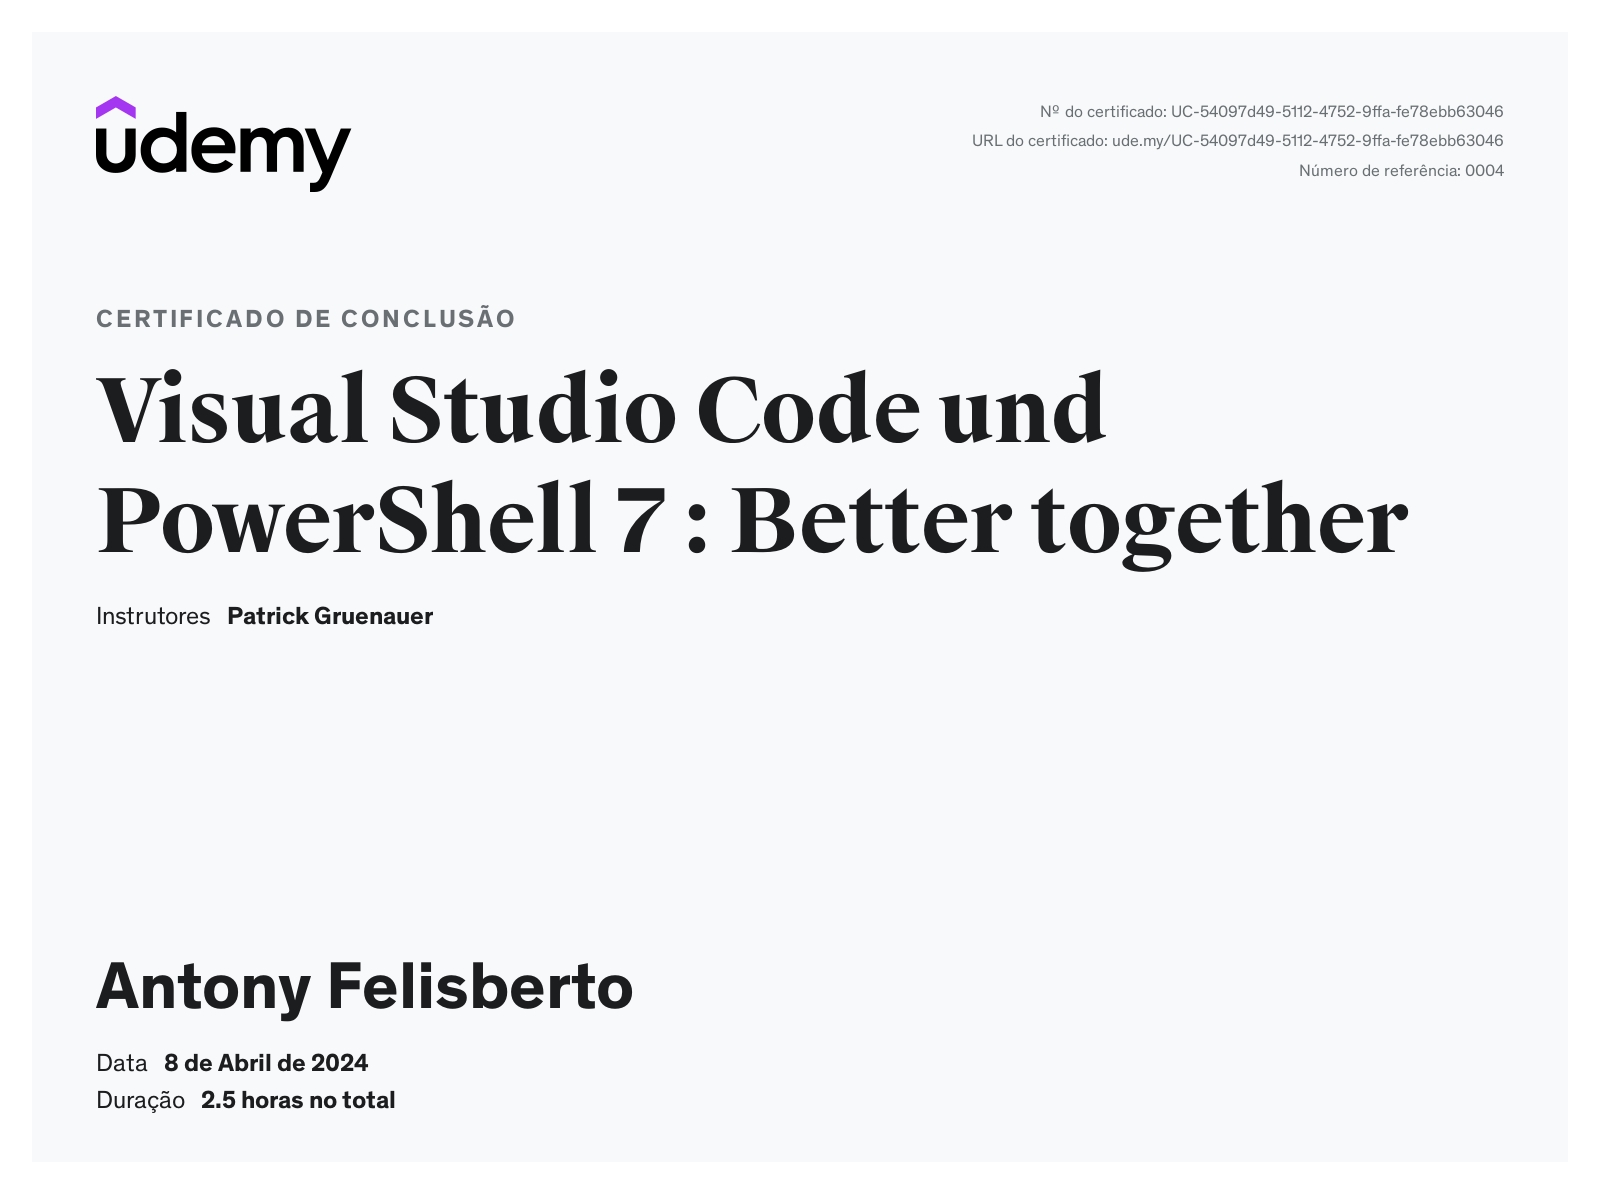 udemy
Nº do certificado: UC-54097d49-5112-4752-9ffa-fe78ebb63046
URL do certificado: ude.my/UC-54097d49-5112-4752-9ffa-fe78ebb63046
Número de referência: 0004
CERTIFICADO DE CONCLUSÃO
Visual Studio Code und
PowerShell 7 : Better together
Instrutores Patrick Gruenauer
Antony Felisberto
Data 8 de Abril de 2024
Duração 2.5 horas no total